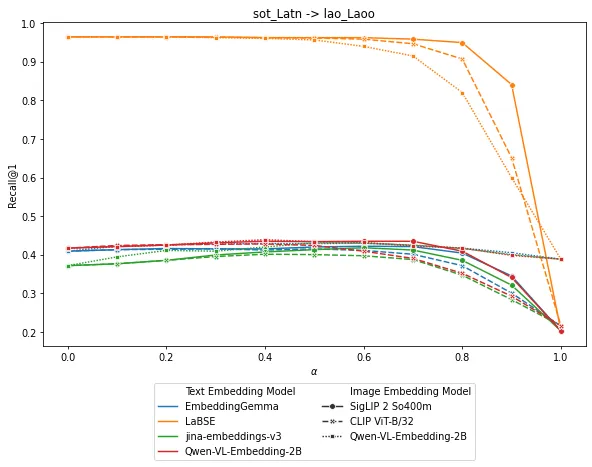 sot_Latn -> lao_Laoo
Recall@1
1.0
0.9
0.8
0.7
0.6
0.5
0.4
0.3
0.2
0.0 0.2 0.4 0.6 0.8 1.0
α
Text Embedding Model Image Embedding Model
EmbeddingGemma SigLIP 2 So400m
LaBSE CLIP ViT-B/32
jina-embeddings-v3 Qwen-VL-Embedding-2B
Qwen-VL-Embedding-2B